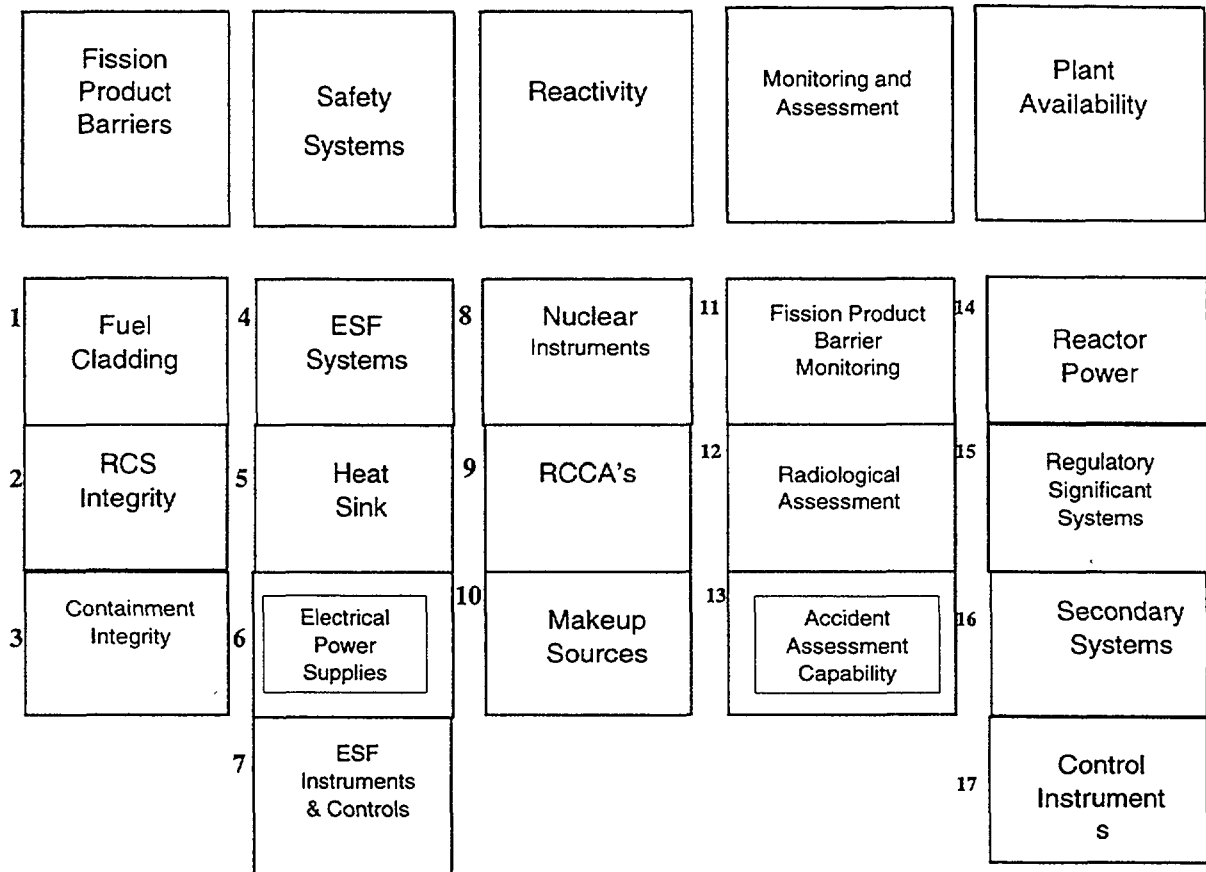 Fission
Product
Barriers
Safety
Systems
Reactivity
Monitoring and
Assessment
Plant
Availability
1
Fuel
Cladding
4
ESF
Systems
8
Nuclear
Instruments
11
Fission Product
Barrier
Monitoring
14
Reactor
Power
2
RCS
Integrity
5
Heat
Sink
9
RCCA's
12
Radiological
Assessment
15
Regulatory
Significant
Systems
3
Containment
Integrity
6
Electrical
Power
Supplies
10
Makeup
Sources
13
Accident
Assessment
Capability
16
Secondary
Systems
7
ESF
Instruments
& Controls
17
Control
Instrument
s